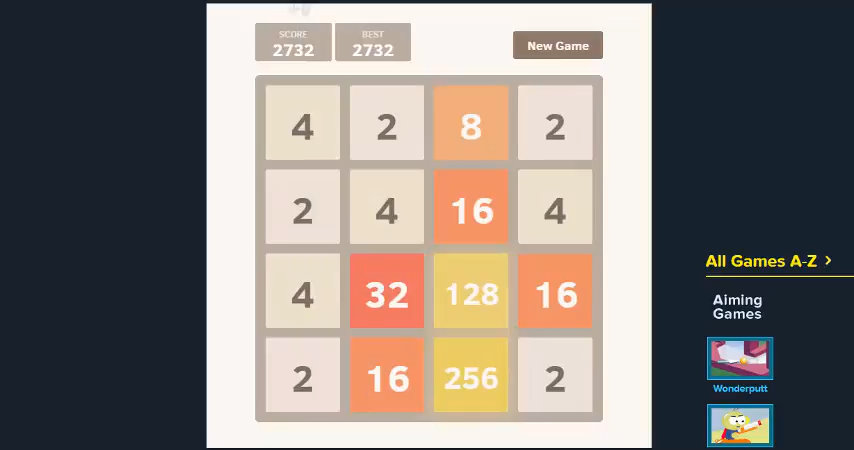 SCORE
2732
BEST
2732
New Game
4 2 8 2
2 4 16 4
4 32 128 16
2 16 256 2
All Games A-Z >
Aiming
Games
Wonderputt